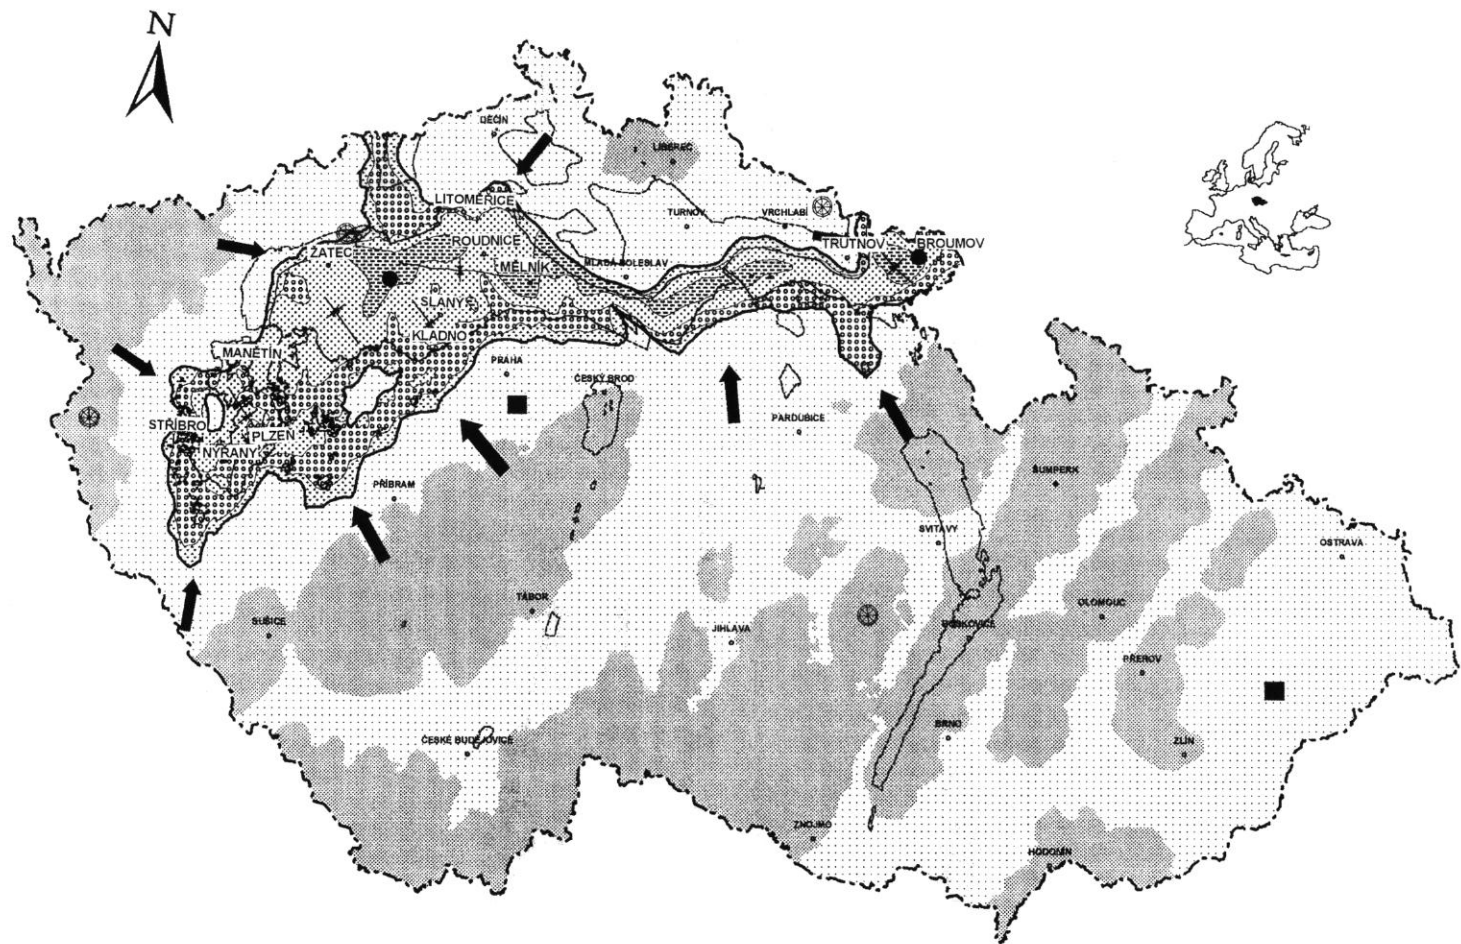 N
DĚČÍN
LIBEREC
LITOMĚŘICE
TURNOV
VRCHLABÍ
ROUDNICE
TRUTNOV
BROUMOV
ŽATEC
MĚLNÍK
MLADÁ BOLESLAV
SLANÝ
KLADNO
MANĚTÍN
PRAHA
ČESKÝ BROD
STŘÍBRO
PLZEŇ
PARDUBICE
NÝŘANY
ŠUMPERK
PŘÍBRAM
SVITAVY
OSTRAVA
TÁBOR
OLOMOUC
SUŠICE
JIHLAVA
BOSKOVICE
PŘEROV
BRNO
ČESKÉ BUDĚJOVICE
ZLÍN
ZNOJMO
HODONÍN